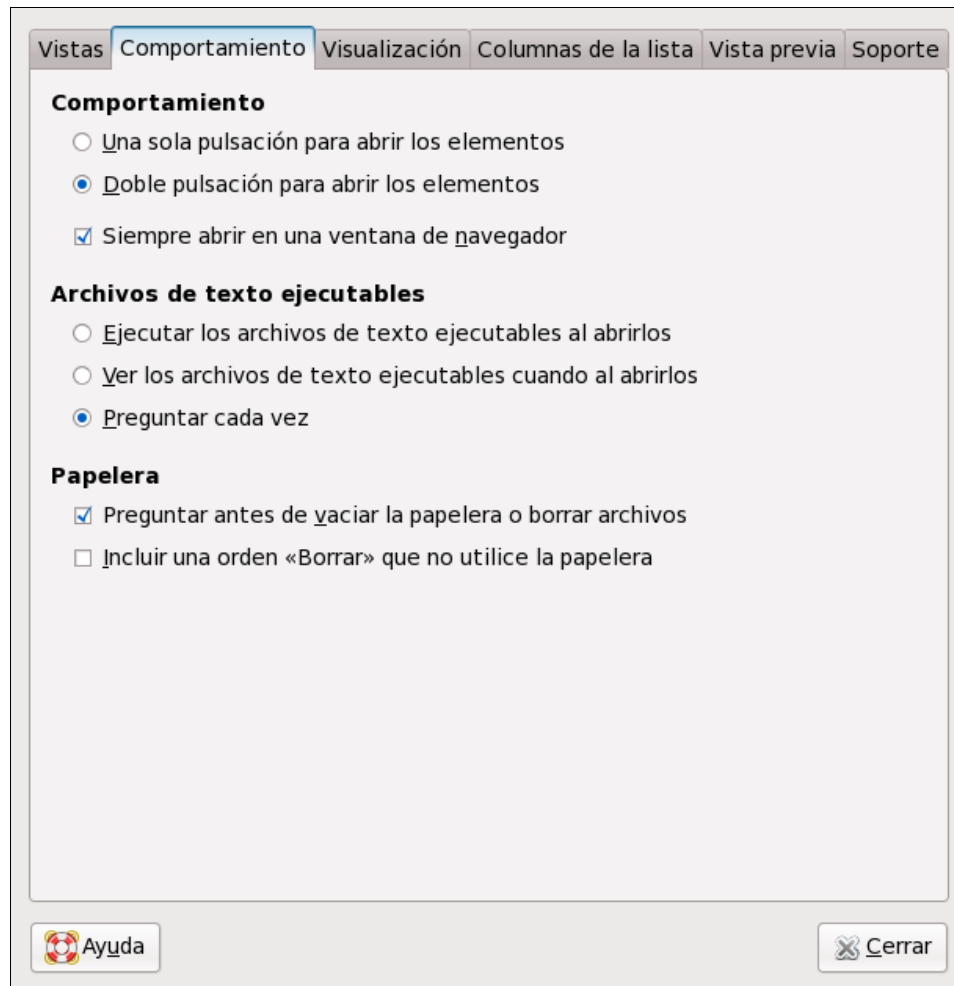 Vistas Comportamiento Visualización Columnas de la lista Vista previa Soporte
Comportamiento
Una sola pulsación para abrir los elementos
Doble pulsación para abrir los elementos
Siempre abrir en una ventana de navegador
Archivos de texto ejecutables
Ejecutar los archivos de texto ejecutables al abrirlos
Ver los archivos de texto ejecutables cuando al abrirlos
Preguntar cada vez
Papelera
Preguntar antes de vaciar la papelera o borrar archivos
Incluir una orden «Borrar» que no utilice la papelera
Ayuda Cerrar